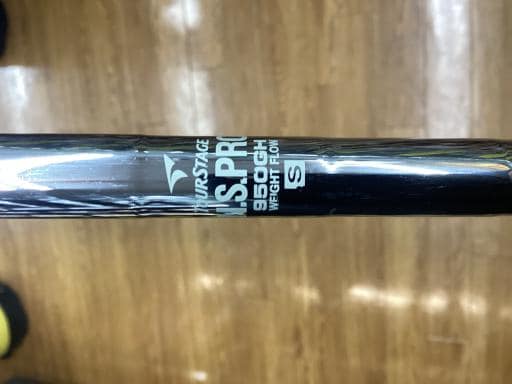 TOURSTAGE
N.S.PRO
950GH
WEIGHT FLOW
S